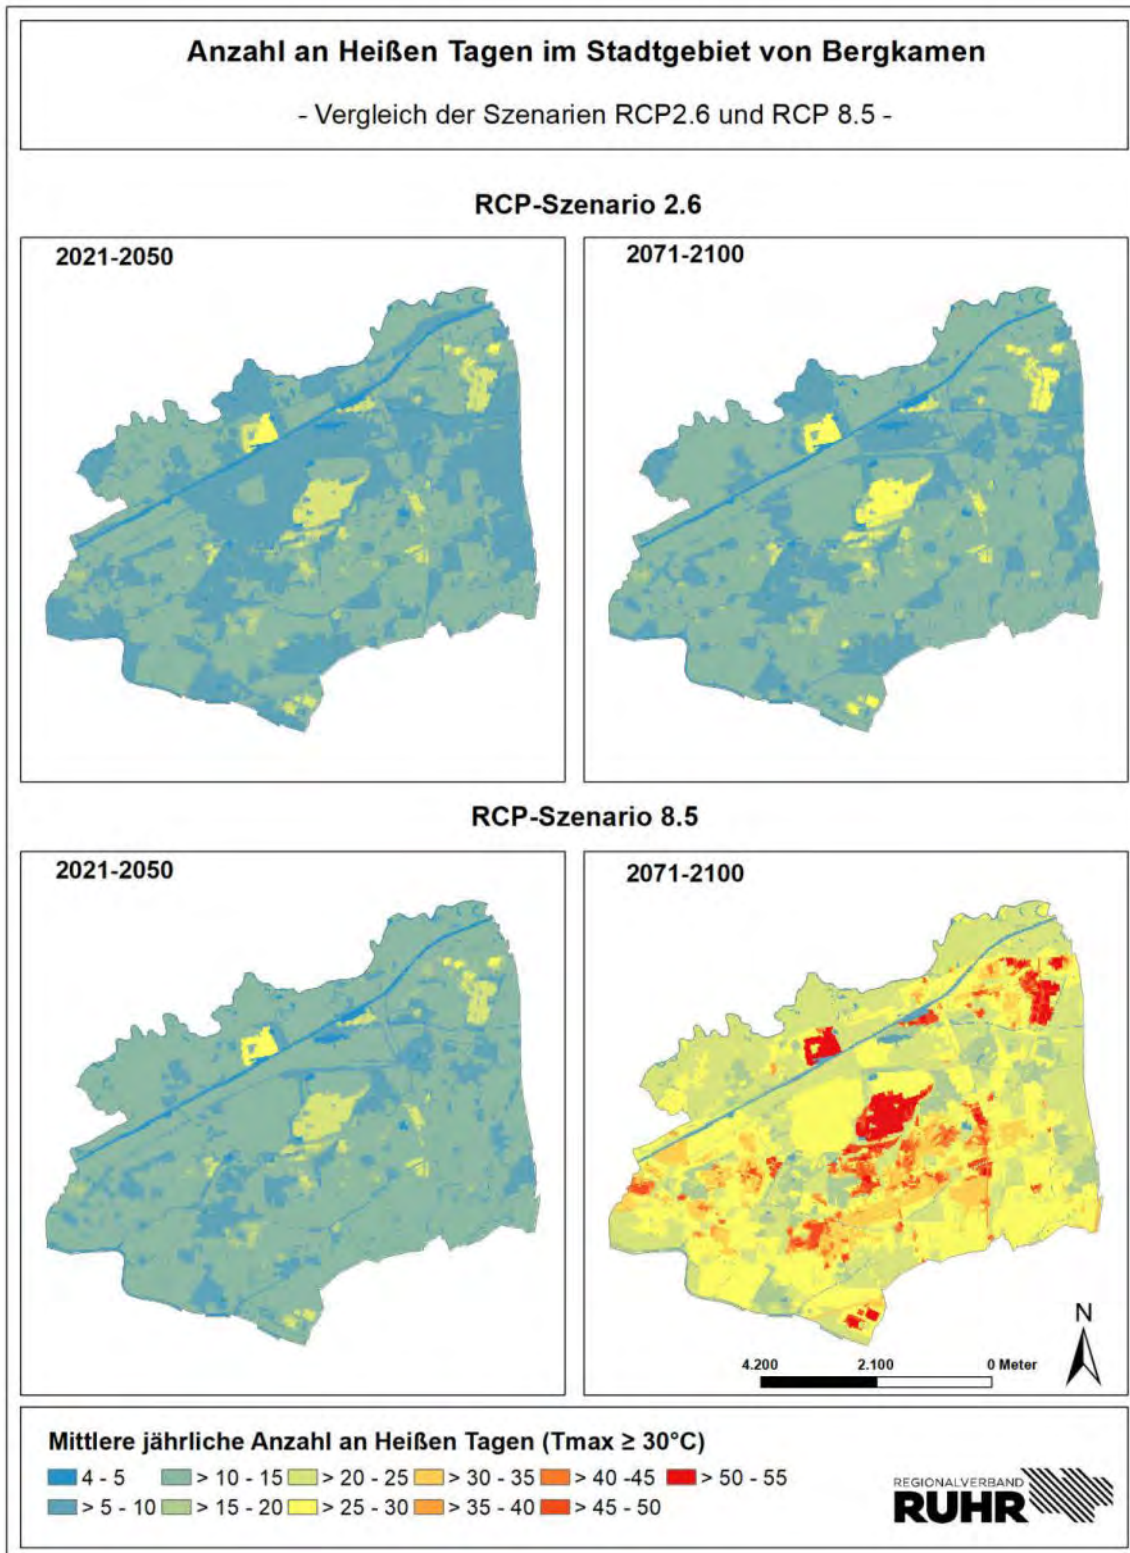 Anzahl an Heißen Tagen im Stadtgebiet von Bergkamen
- Vergleich der Szenarien RCP2.6 und RCP 8.5 -
RCP-Szenario 2.6
2021-2050
2071-2100
RCP-Szenario 8.5
2021-2050
2071-2100
N
4.200 2.100 0 Meter
Mittlere jährliche Anzahl an Heißen Tagen (Tmax ≥ 30°C)
4 - 5 > 10 - 15 > 20 - 25 > 30 - 35 > 40 -45 > 50 - 55
> 5 - 10 > 15 - 20 > 25 - 30 > 35 - 40 > 45 - 50
REGIONALVERBAND
RUHR